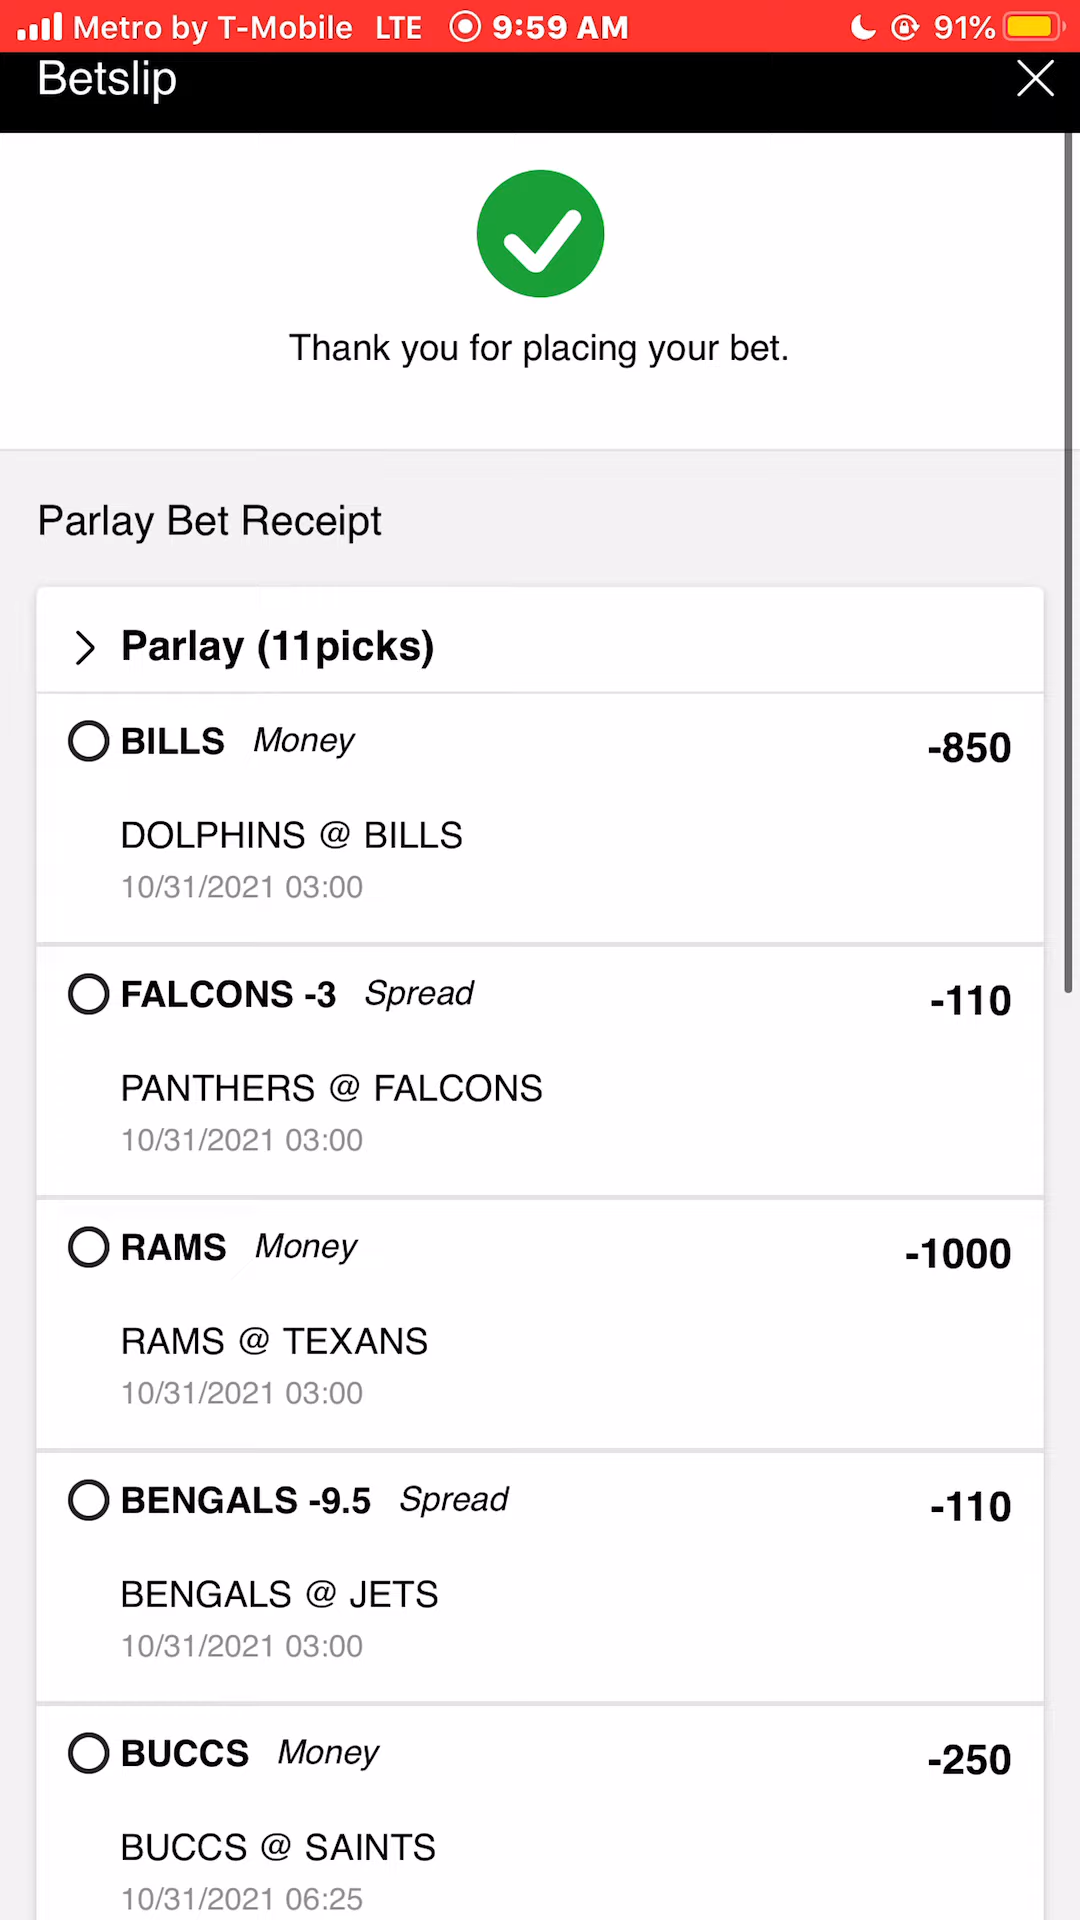 Metro by T-Mobile LTE 9:59 AM 91%
Betslip
Thank you for placing your bet.
Parlay Bet Receipt
Parlay (11picks)
BILLS Money -850
DOLPHINS @ BILLS
10/31/2021 03:00
FALCONS -3 Spread -110
PANTHERS @ FALCONS
10/31/2021 03:00
RAMS Money -1000
RAMS @ TEXANS
10/31/2021 03:00
BENGALS -9.5 Spread -110
BENGALS @ JETS
10/31/2021 03:00
BUCCS Money -250
BUCCS @ SAINTS
10/31/2021 06:25